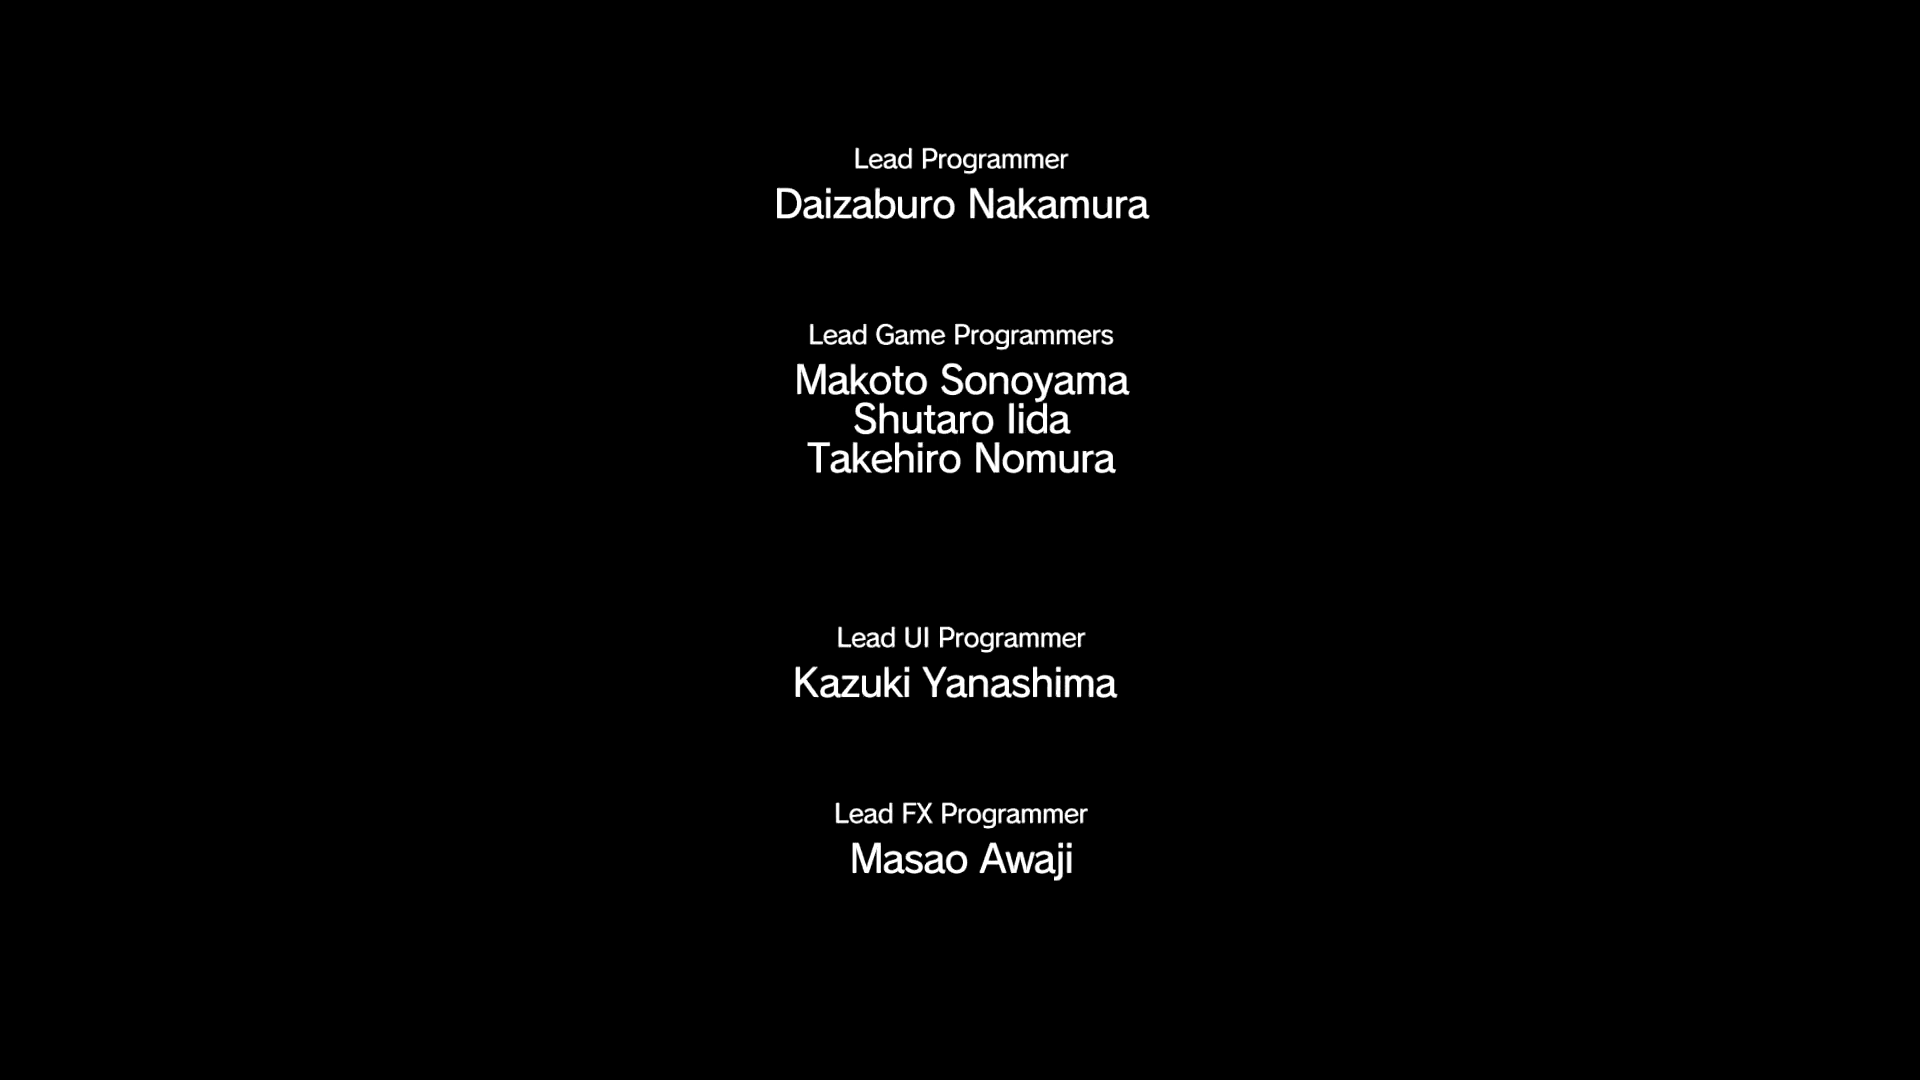 Lead Programmer
Daizaburo Nakamura
Lead Game Programmers
Makoto Sonoyama
Shutaro Iida
Takehiro Nomura
Lead UI Programmer
Kazuki Yanashima
Lead FX Programmer
Masao Awaji